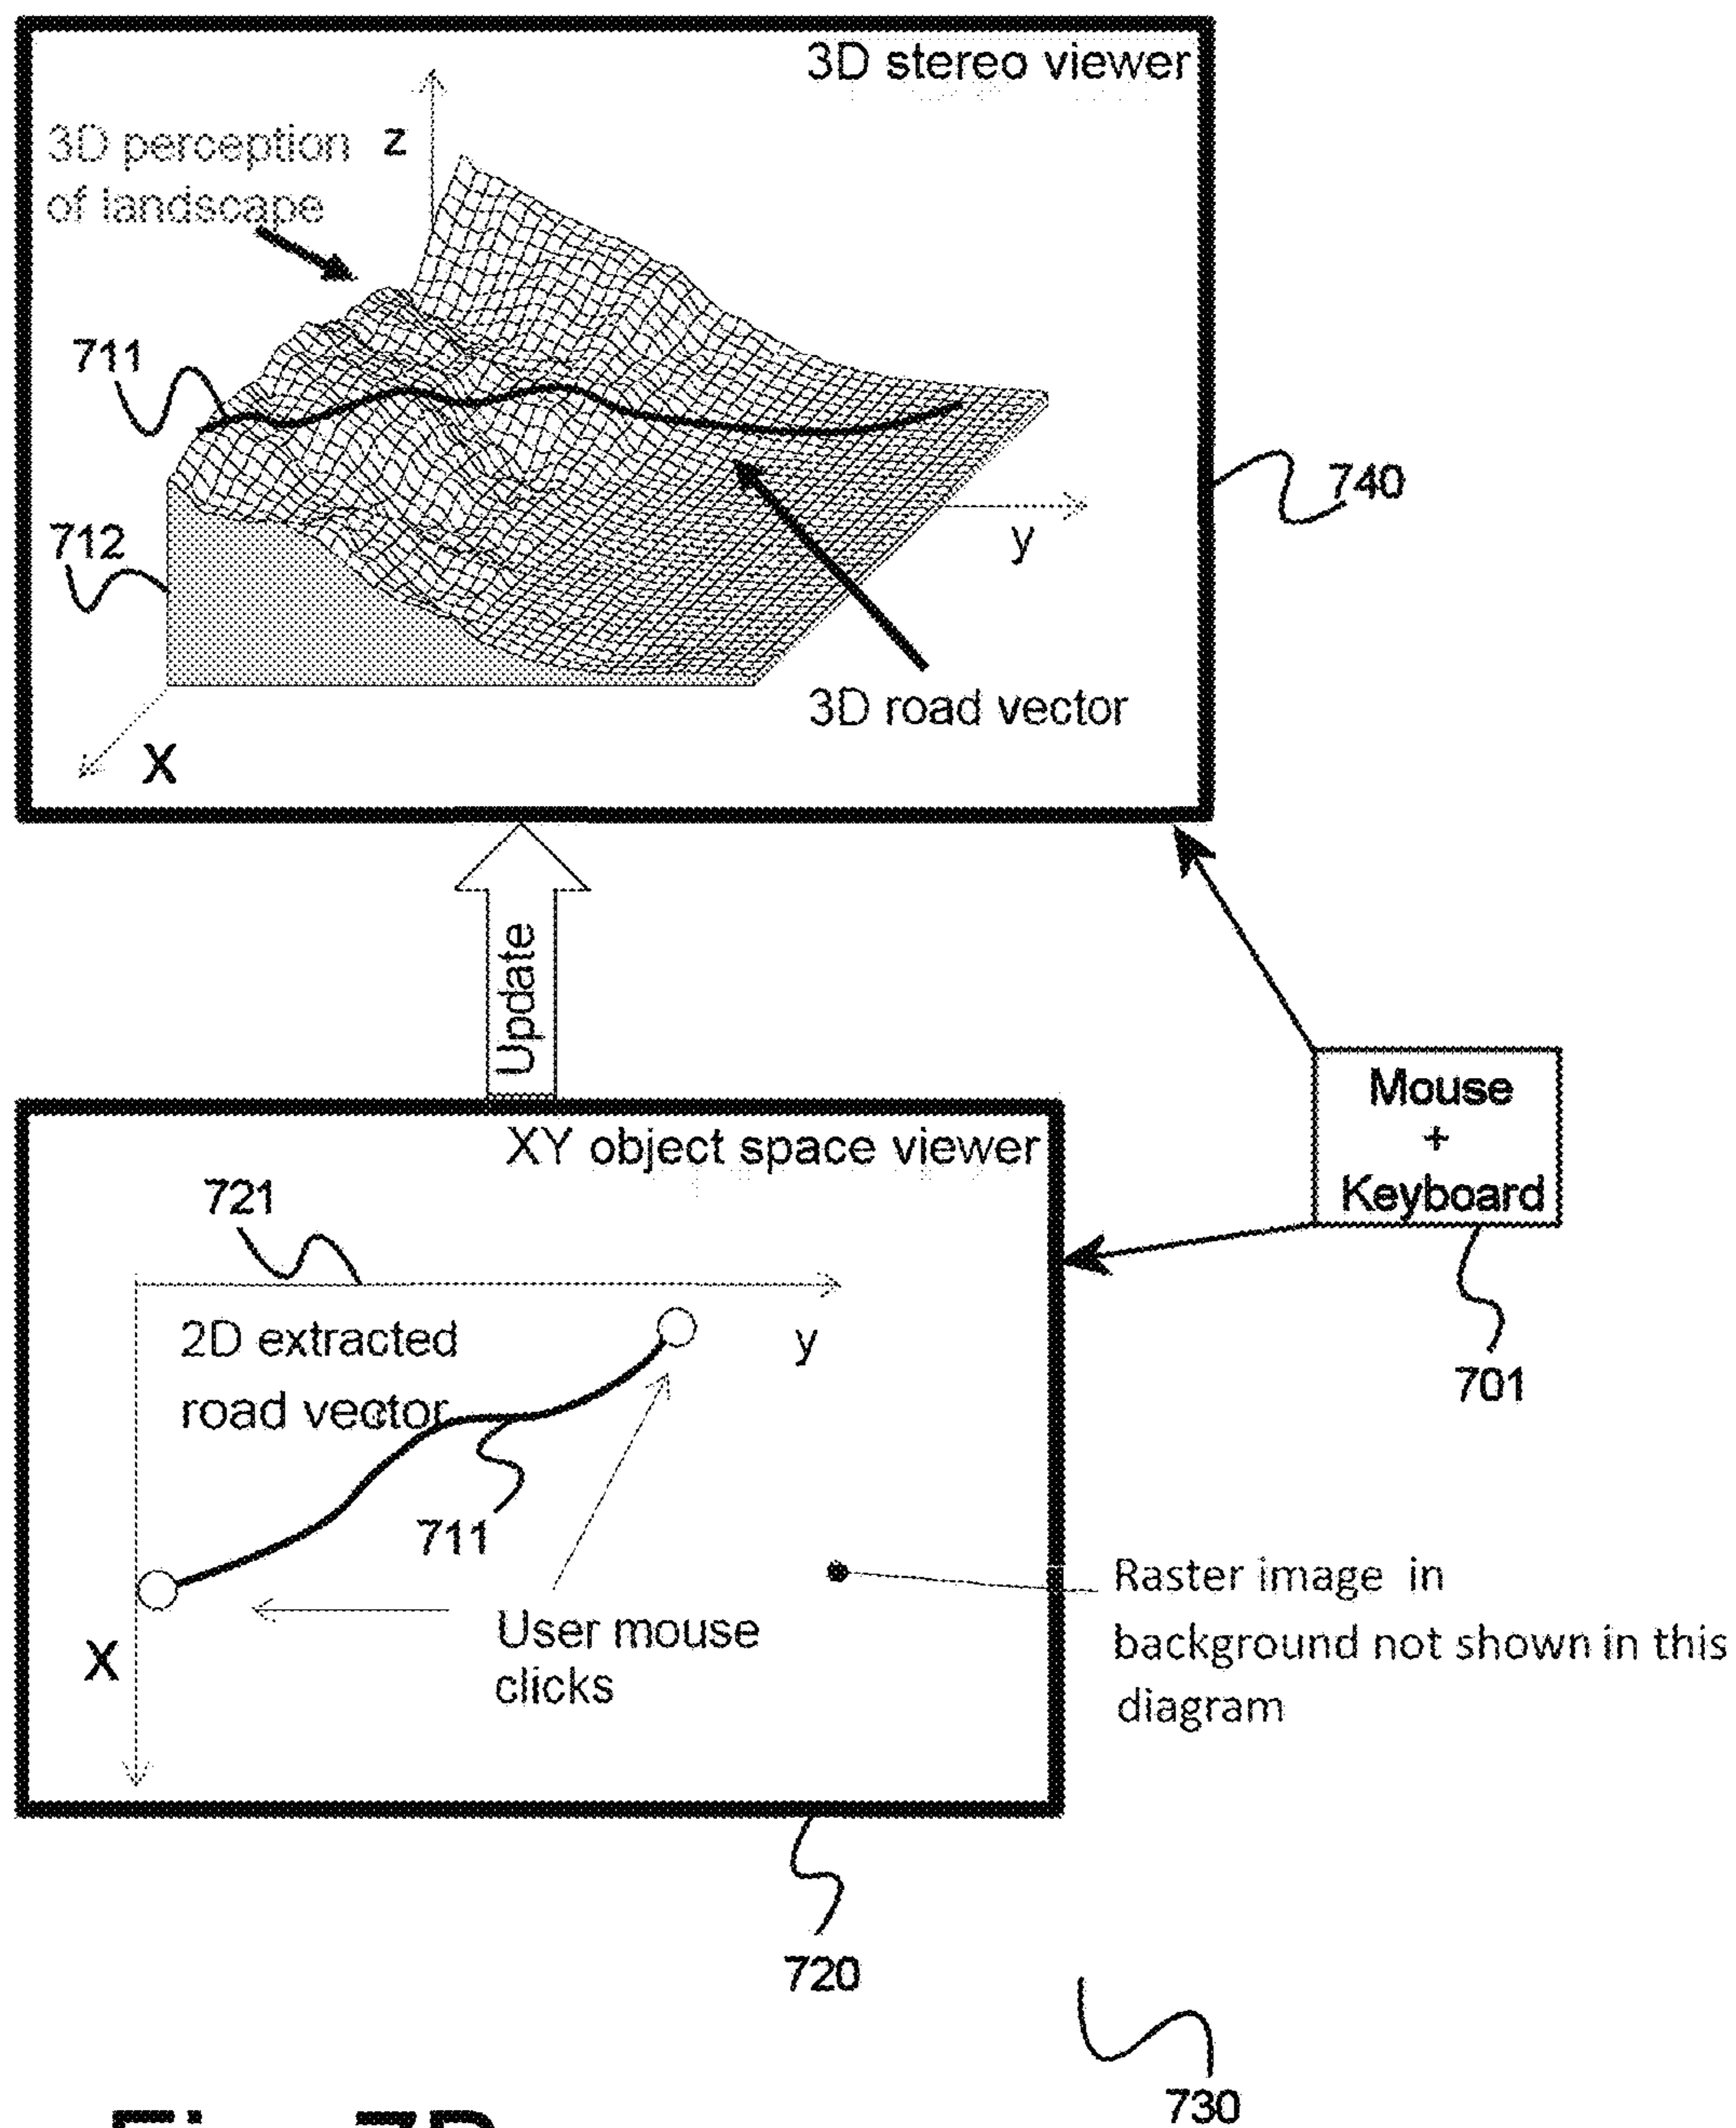 3D stereo viewer
3D perception
of landscape
z
711
712
740
y
3D road vector
X
Update
Mouse
+
Keyboard
701
XY object space viewer
721
2D extracted
road vector
y
711
User mouse
clicks
X
Raster image in
background not shown in this
diagram
720
730